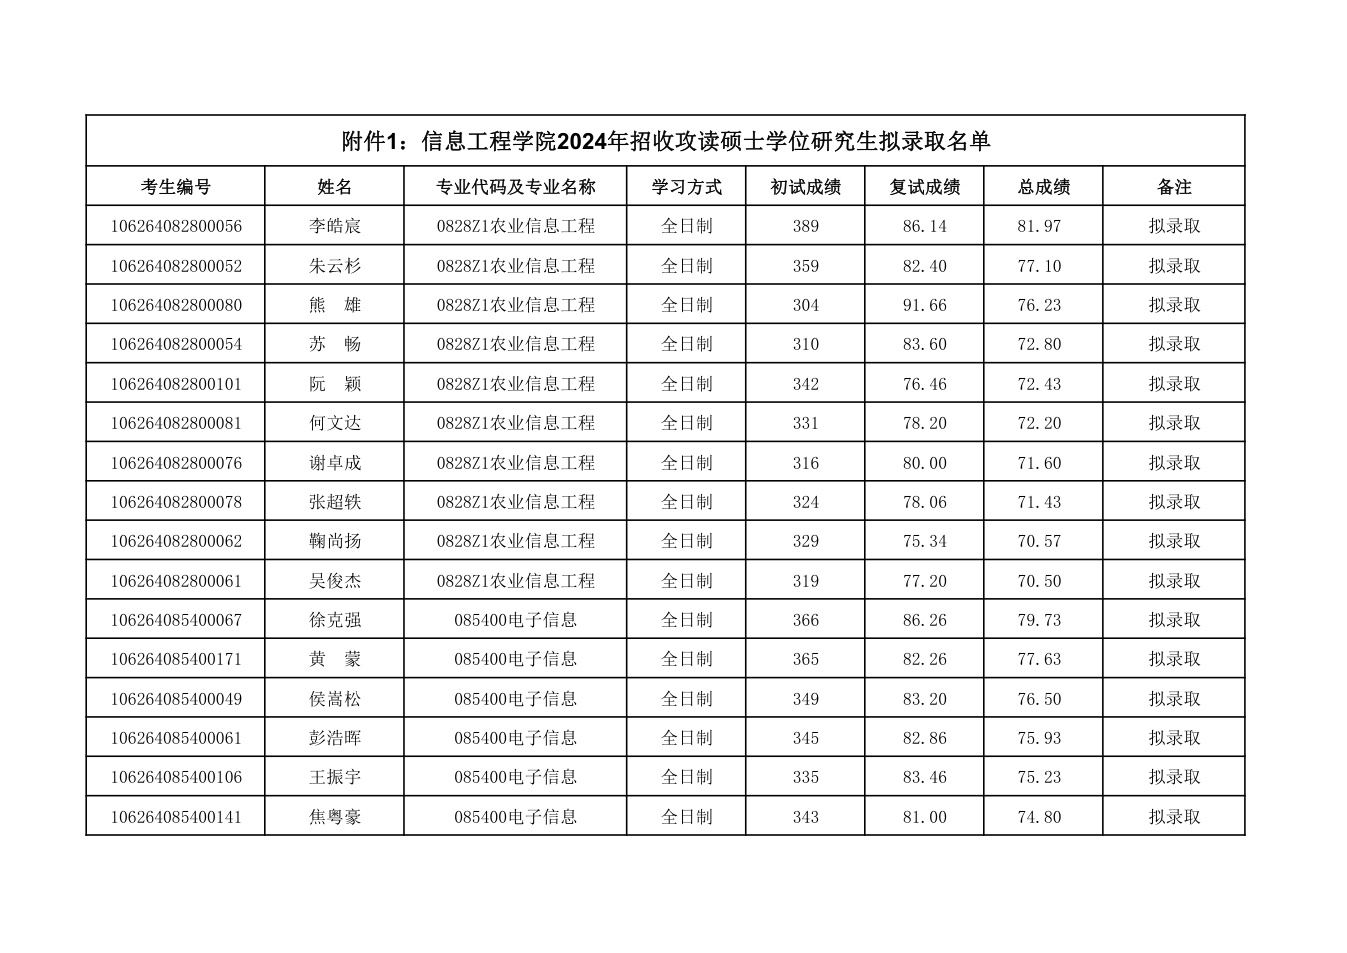 附件1：信息工程学院2024年招收攻读硕士学位研究生拟录取名单
考生编号 姓名 专业代码及专业名称 学习方式 初试成绩 复试成绩 总成绩 备注
106264082800056 李皓宸 0828Z1农业信息工程 全日制 389 86.14 81.97 拟录取
106264082800052 朱云杉 0828Z1农业信息工程 全日制 359 82.40 77.10 拟录取
106264082800080 熊　雄 0828Z1农业信息工程 全日制 304 91.66 76.23 拟录取
106264082800054 苏　畅 0828Z1农业信息工程 全日制 310 83.60 72.80 拟录取
106264082800101 阮　颖 0828Z1农业信息工程 全日制 342 76.46 72.43 拟录取
106264082800081 何文达 0828Z1农业信息工程 全日制 331 78.20 72.20 拟录取
106264082800076 谢卓成 0828Z1农业信息工程 全日制 316 80.00 71.60 拟录取
106264082800078 张超轶 0828Z1农业信息工程 全日制 324 78.06 71.43 拟录取
106264082800062 鞠尚扬 0828Z1农业信息工程 全日制 329 75.34 70.57 拟录取
106264082800061 吴俊杰 0828Z1农业信息工程 全日制 319 77.20 70.50 拟录取
106264085400067 徐克强 085400电子信息 全日制 366 86.26 79.73 拟录取
106264085400171 黄　蒙 085400电子信息 全日制 365 82.26 77.63 拟录取
106264085400049 侯嵩松 085400电子信息 全日制 349 83.20 76.50 拟录取
106264085400061 彭浩晖 085400电子信息 全日制 345 82.86 75.93 拟录取
106264085400106 王振宇 085400电子信息 全日制 335 83.46 75.23 拟录取
106264085400141 焦粤豪 085400电子信息 全日制 343 81.00 74.80 拟录取